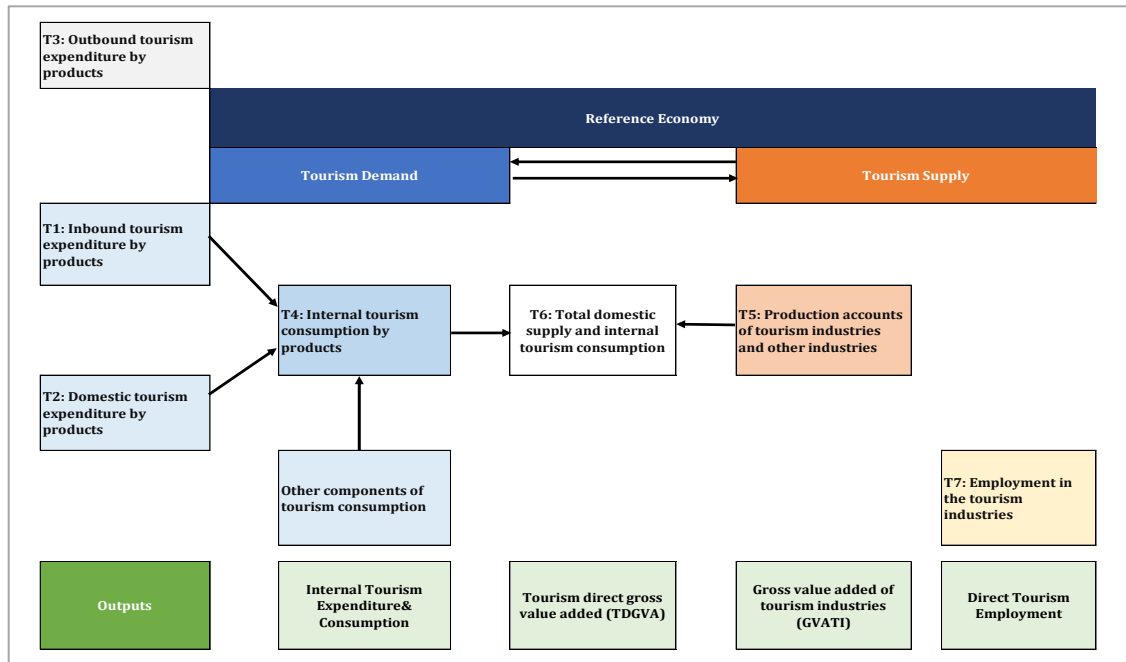 T3: Outbound tourism
expenditure by
products
Reference Economy
Tourism Demand
Tourism Supply
T1: Inbound tourism
expenditure by
products
T4: Internal tourism
consumption by
products
T6: Total domestic
supply and internal
tourism consumption
T5: Production accounts
of tourism industries
and other industries
T2: Domestic tourism
expenditure by
products
Other components of
tourism consumption
T7: Employment in
the tourism
industries
Outputs
Internal Tourism
Expenditure&
Consumption
Tourism direct gross
value added (TDGVA)
Gross value added of
tourism industries
(GVATI)
Direct Tourism
Employment